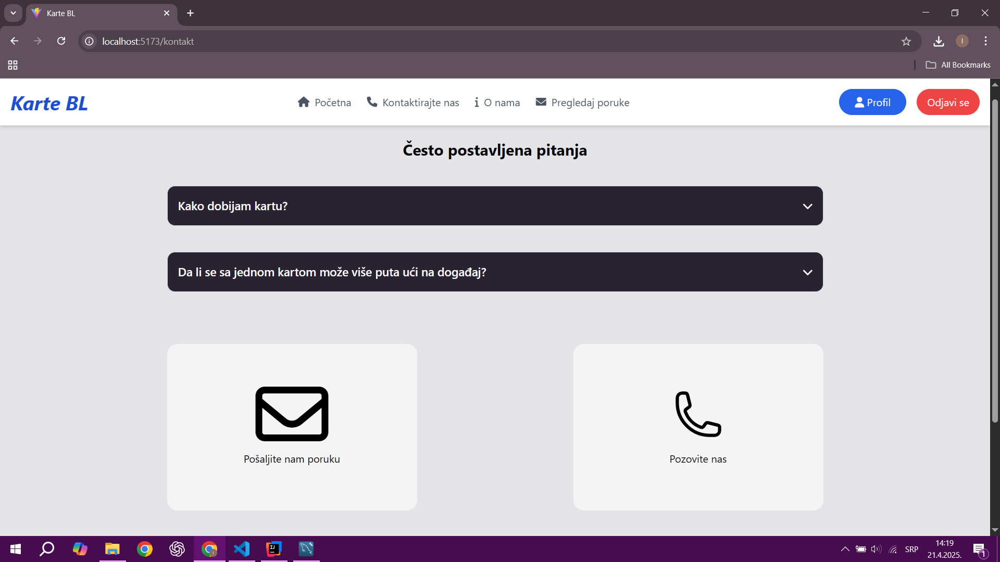 Karte BL
localhost:5173/kontakt
All Bookmarks
Karte BL
Početna
Kontaktirajte nas
O nama
Pregledaj poruke
Profil
Odjavi se
Često postavljena pitanja
Kako dobijam kartu?
Da li se sa jednom kartom može više puta ući na događaj?
Pošaljite nam poruku
Pozovite nas
SRP
14:19
21.4.2025.
1